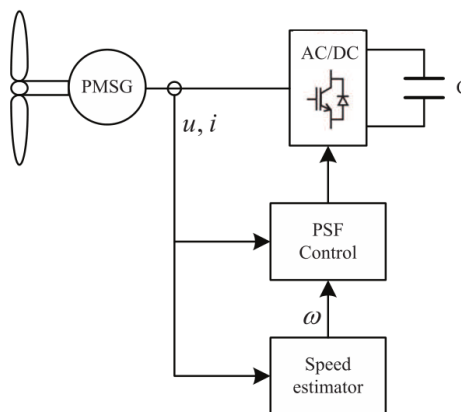 AC/DC
PMSG
u, i
PSF
Control
ω
Speed
estimator